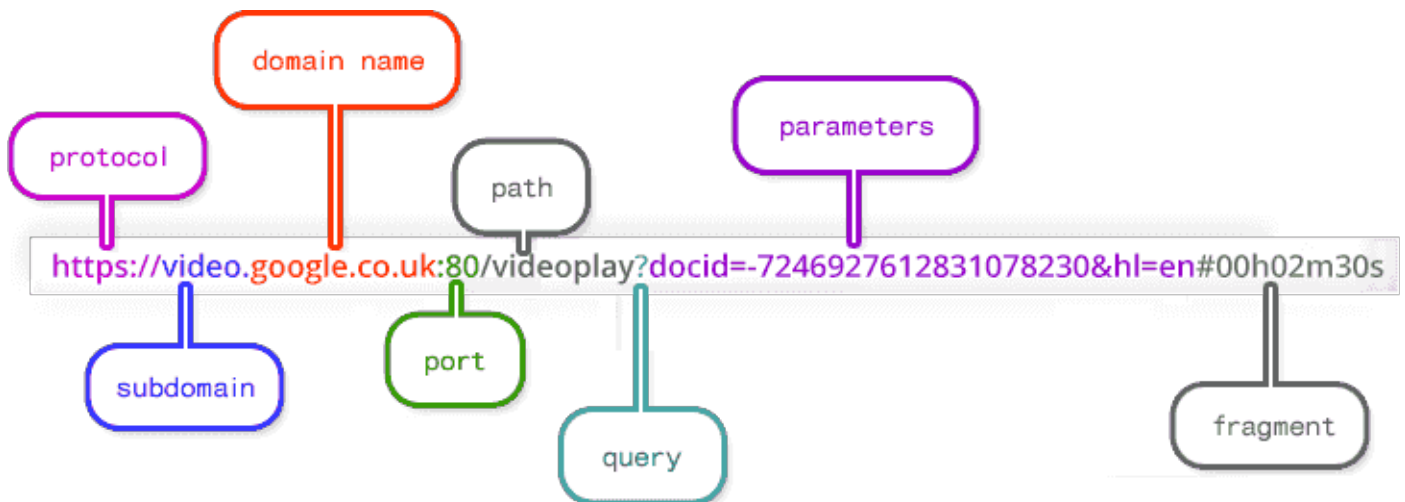 domain name
protocol
path
parameters
https://video.google.co.uk:80/videoplay?docid=-7246927612831078230&hl=en#00h02m30s
subdomain
port
query
fragment